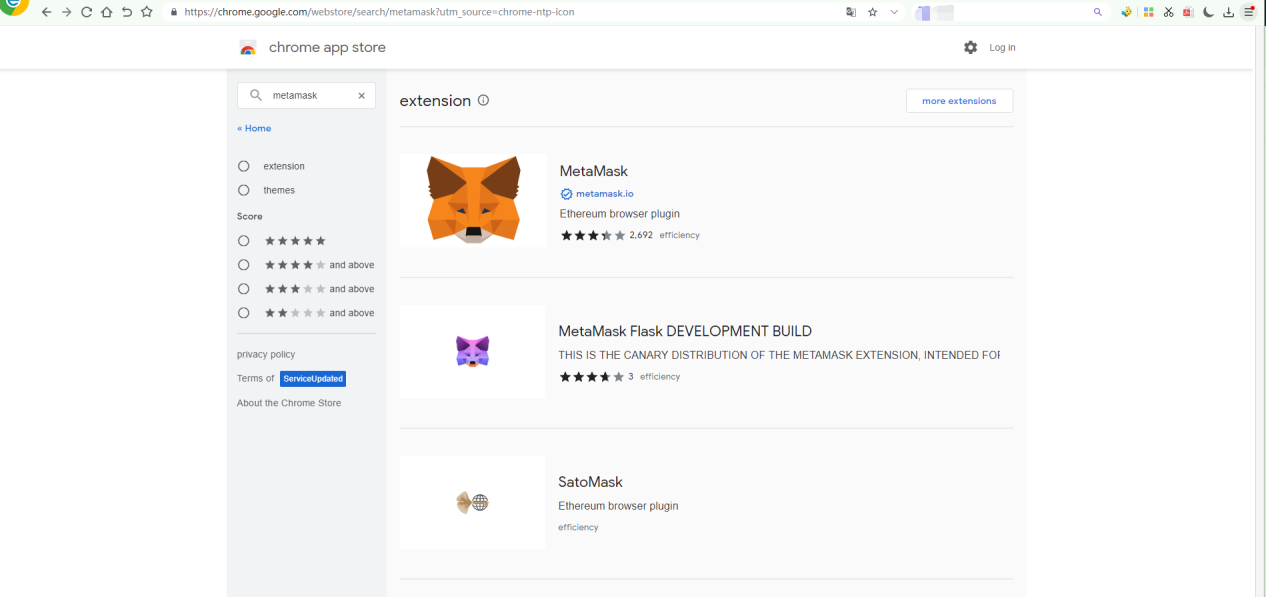 https://chrome.google.com/webstore/search/metamask?utm_source=chrome-ntp-icon
chrome app store
Log in
metamask
« Home
extension
themes
Score
and above
and above
and above
privacy policy
Terms of ServiceUpdated
About the Chrome Store
extension
more extensions
MetaMask
metamask.io
Ethereum browser plugin
2,692 efficiency
MetaMask Flask DEVELOPMENT BUILD
THIS IS THE CANARY DISTRIBUTION OF THE METAMASK EXTENSION, INTENDED FOR
3 efficiency
SatoMask
Ethereum browser plugin
efficiency